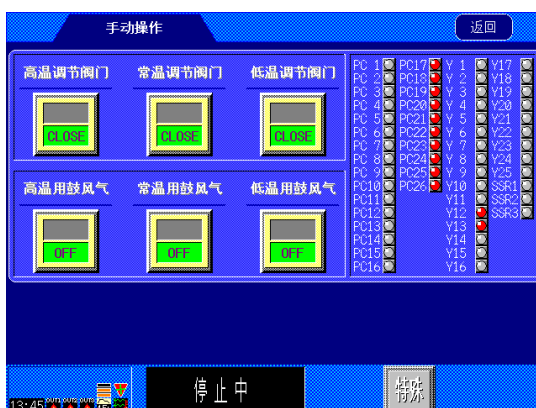 手动操作
返回
高温调节阀门 常温调节阀门 低温调节阀门
CLOSE CLOSE CLOSE
高温用鼓风气 常温用鼓风气 低温用鼓风气
OFF OFF OFF
PC 1 PC17 Y 1 Y17
PC 2 PC18 Y 2 Y18
PC 3 PC19 Y 3 Y19
PC 4 PC20 Y 4 Y20
PC 5 PC21 Y 5 Y21
PC 6 PC22 Y 6 Y22
PC 7 PC23 Y 7 Y23
PC 8 PC24 Y 8 Y24
PC 9 PC25 Y 9 Y25
PC10 PC26 Y10 SSR1
PC11 Y11 SSR2
PC12 Y12 SSR3
PC13 Y13
PC14 Y14
PC15 Y15
PC16 Y16
停止中
特殊
13:45